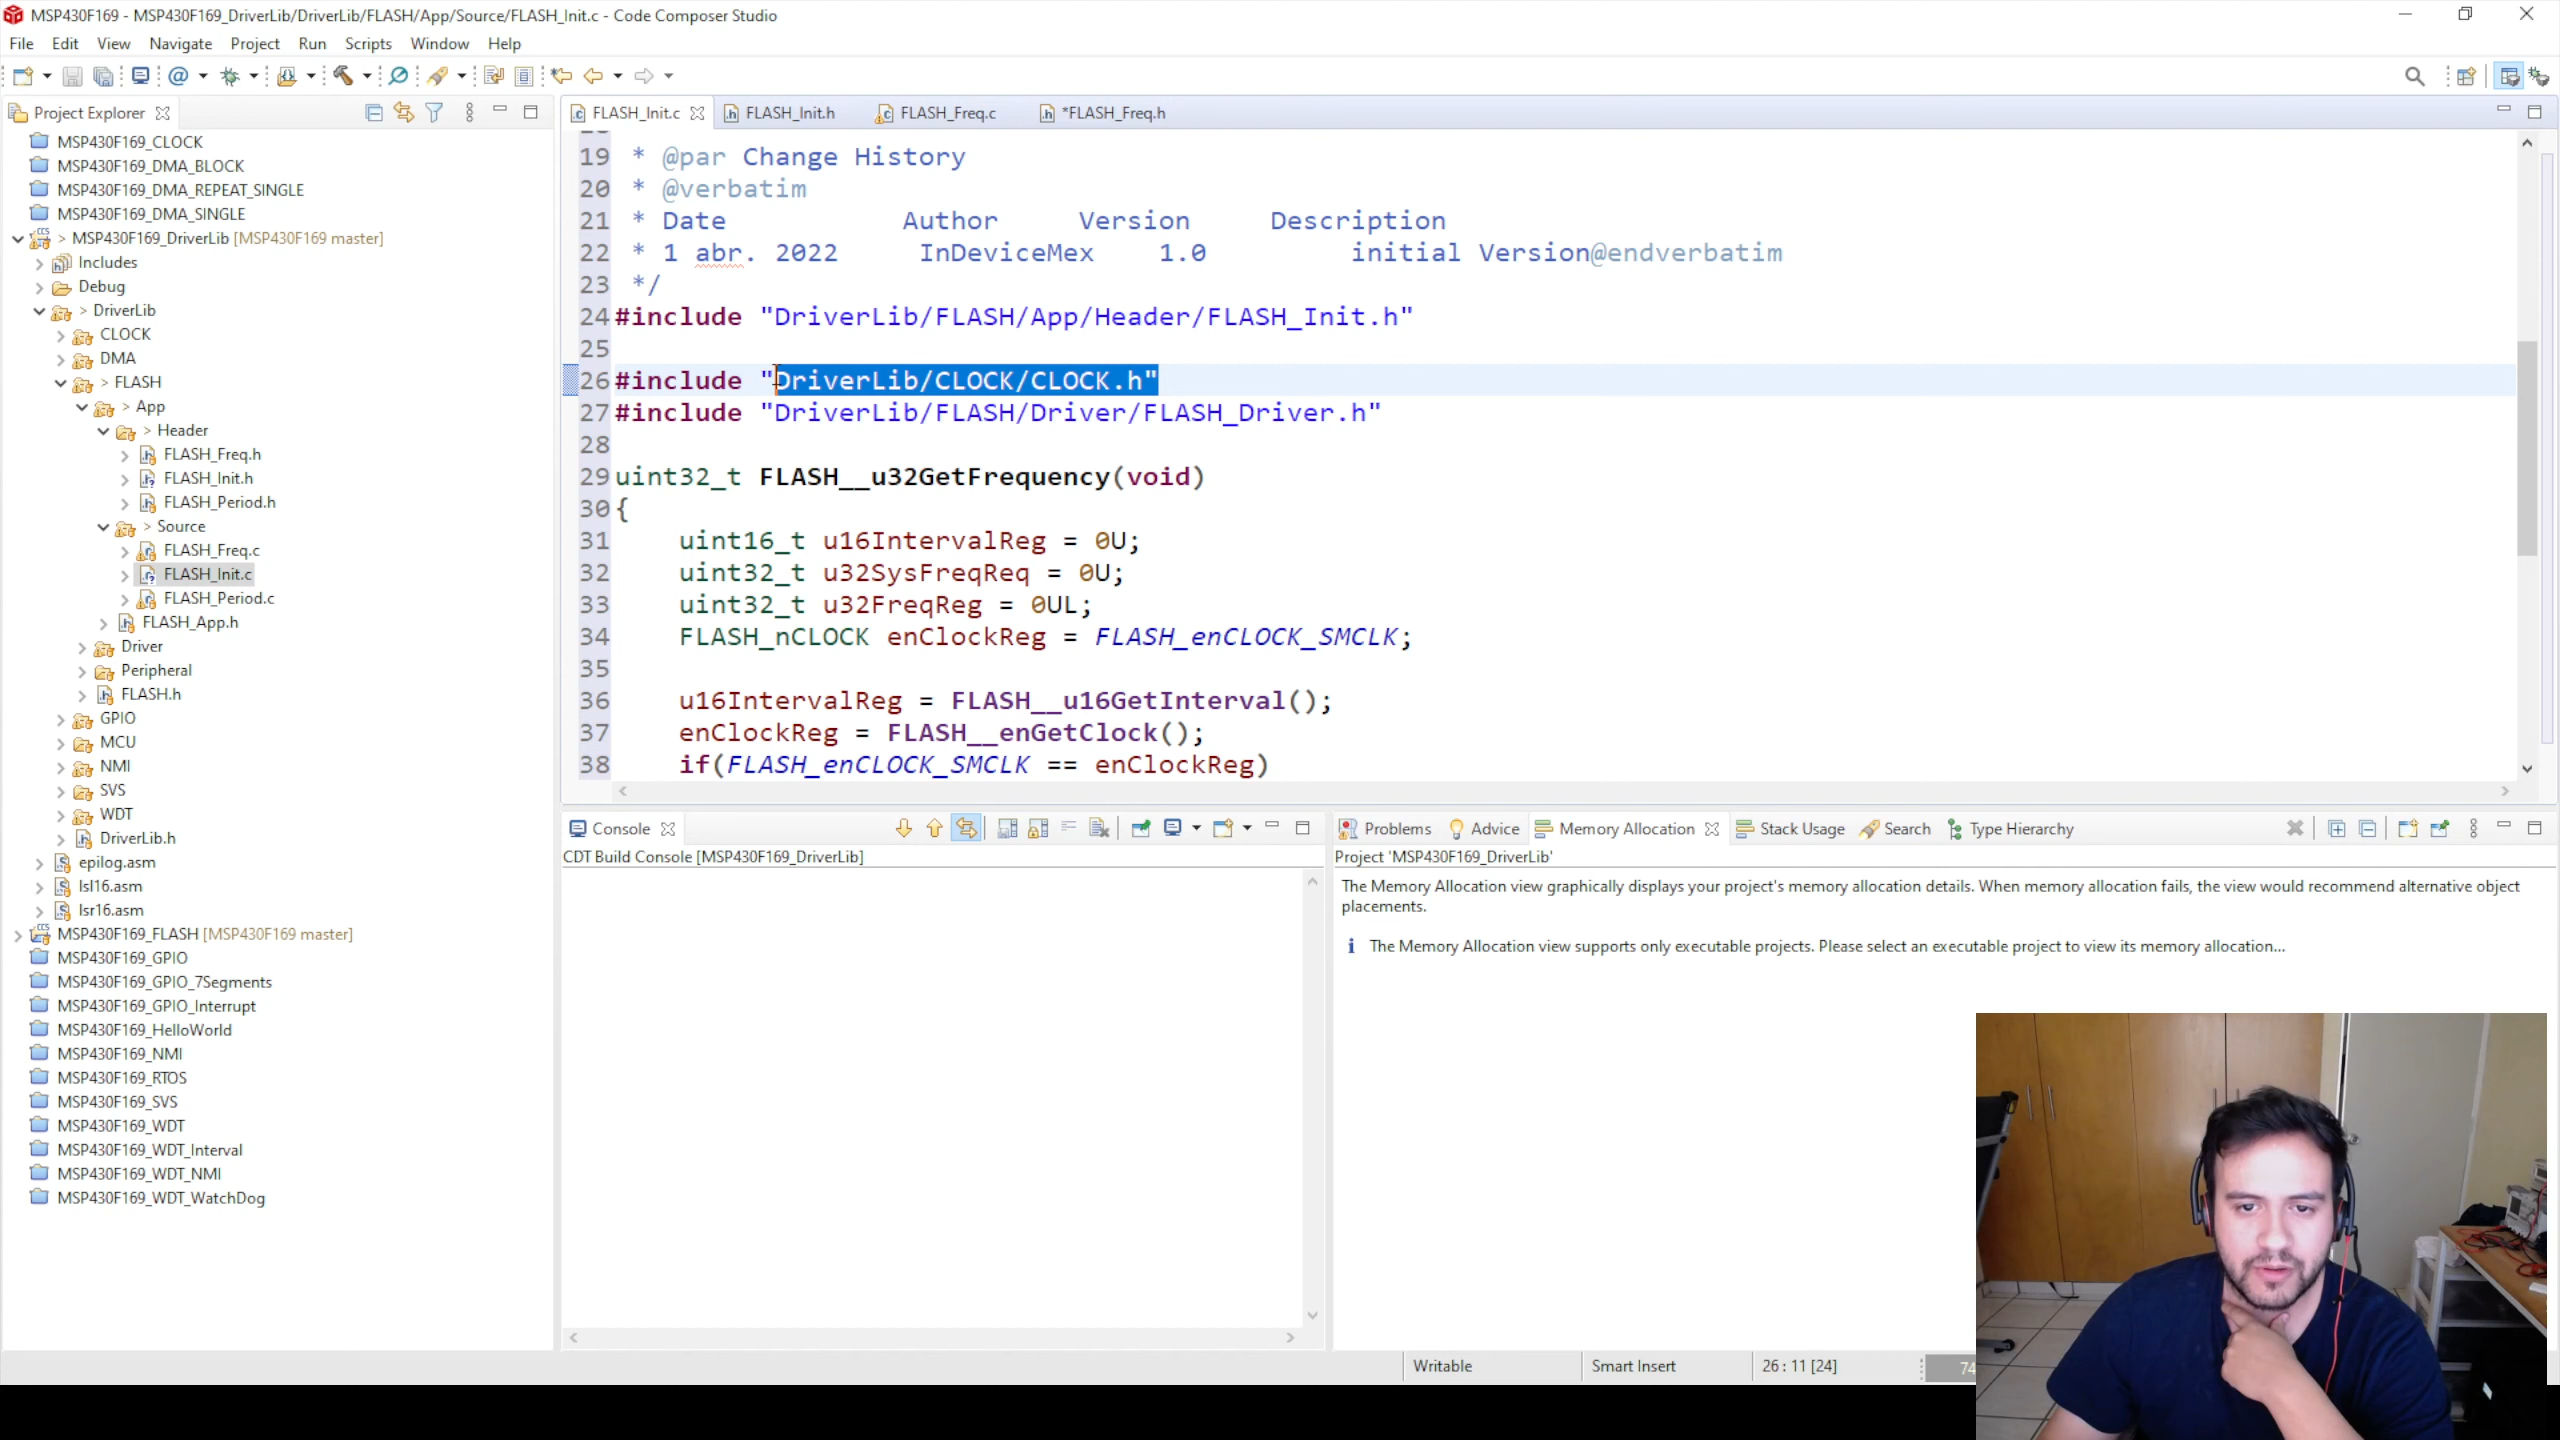 MSP430F169 - MSP430F169_DriverLib/DriverLib/FLASH/App/Source/FLASH_Init.c - Code Composer Studio
File Edit View Navigate Project Run Scripts Window Help
Project Explorer
MSP430F169_CLOCK
MSP430F169_DMA_BLOCK
MSP430F169_DMA_REPEAT_SINGLE
MSP430F169_DMA_SINGLE
> MSP430F169_DriverLib [MSP430F169 master]
Includes
Debug
> DriverLib
CLOCK
DMA
> FLASH
> App
> Header
FLASH_Freq.h
FLASH_Init.h
FLASH_Period.h
> Source
FLASH_Freq.c
FLASH_Init.c
FLASH_Period.c
FLASH_App.h
Driver
Peripheral
FLASH.h
GPIO
MCU
NMI
SVS
WDT
DriverLib.h
epilog.asm
lsl16.asm
lsr16.asm
MSP430F169_FLASH [MSP430F169 master]
MSP430F169_GPIO
MSP430F169_GPIO_7Segments
MSP430F169_GPIO_Interrupt
MSP430F169_HelloWorld
MSP430F169_NMI
MSP430F169_RTOS
MSP430F169_SVS
MSP430F169_WDT
MSP430F169_WDT_Interval
MSP430F169_WDT_NMI
MSP430F169_WDT_WatchDog
FLASH_Init.c FLASH_Init.h FLASH_Freq.c *FLASH_Freq.h
19 * @par Change History
20 * @verbatim
21 * Date Author Version Description
22 * 1 abr. 2022 InDeviceMex 1.0 initial Version@endverbatim
23 */
24 #include "DriverLib/FLASH/App/Header/FLASH_Init.h"
25
26 #include "DriverLib/CLOCK/CLOCK.h"
27 #include "DriverLib/FLASH/Driver/FLASH_Driver.h"
28
29 uint32_t FLASH__u32GetFrequency(void)
30 {
31 uint16_t u16IntervalReg = 0U;
32 uint32_t u32SysFreqReq = 0U;
33 uint32_t u32FreqReg = 0UL;
34 FLASH_nCLOCK enClockReg = FLASH_enCLOCK_SMCLK;
35
36 u16IntervalReg = FLASH__u16GetInterval();
37 enClockReg = FLASH__enGetClock();
38 if(FLASH_enCLOCK_SMCLK == enClockReg)
Console
CDT Build Console [MSP430F169_DriverLib]
Problems Advice Memory Allocation Stack Usage Search Type Hierarchy
Project 'MSP430F169_DriverLib'
The Memory Allocation view graphically displays your project's memory allocation details. When memory allocation fails, the view would recommend alternative object
placements.
The Memory Allocation view supports only executable projects. Please select an executable project to view its memory allocation...
Writable Smart Insert 26 : 11 [24]